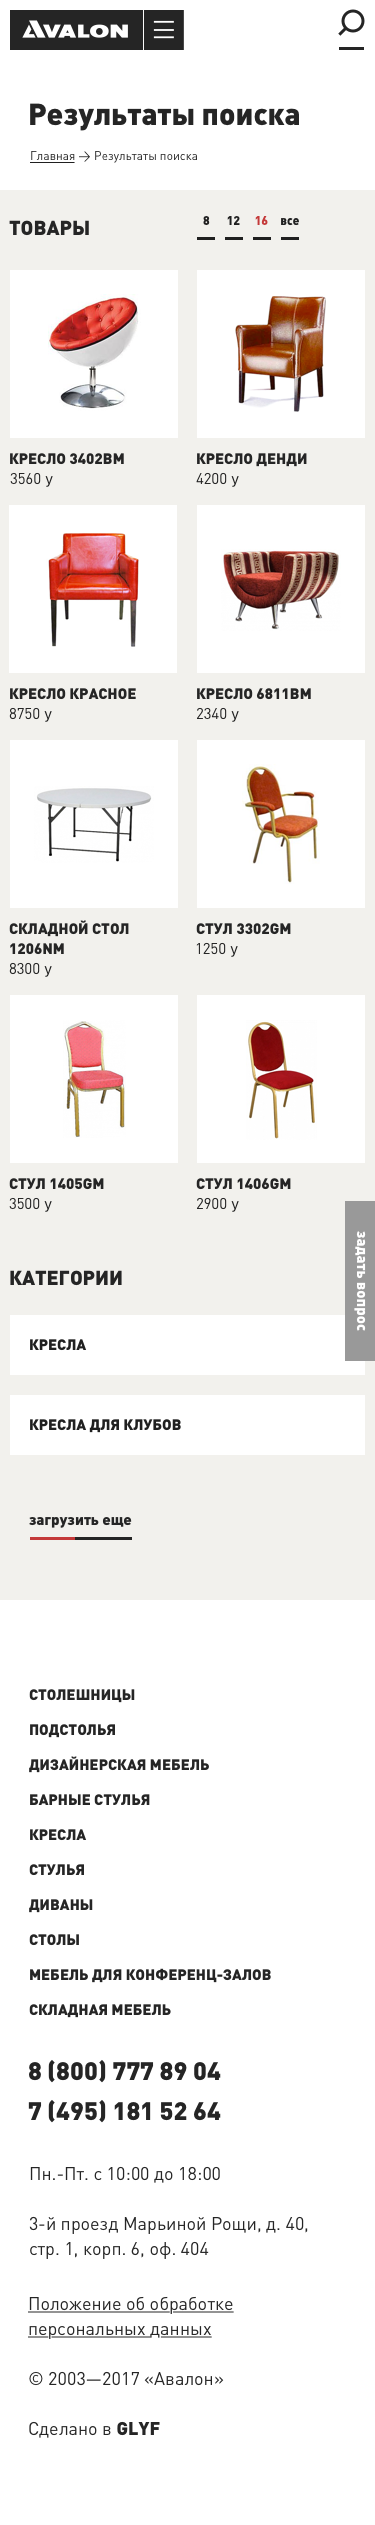 AVALON
Результаты поиска
Главная → Результаты поиска
ТОВАРЫ
8 12 16 все
КРЕСЛО 3402BM
3560 у
КРЕСЛО ДЕНДИ
4200 у
КРЕСЛО КРАСНОЕ
8750 у
КРЕСЛО 6811BM
2340 у
СКЛАДНОЙ СТОЛ
1206NM
8300 у
СТУЛ 3302GM
1250 у
СТУЛ 1405GM
3500 у
СТУЛ 1406GM
2900 у
задать вопрос
КАТЕГОРИИ
КРЕСЛА
КРЕСЛА ДЛЯ КЛУБОВ
загрузить еще
СТОЛЕШНИЦЫ
ПОДСТОЛЬЯ
ДИЗАЙНЕРСКАЯ МЕБЕЛЬ
БАРНЫЕ СТУЛЬЯ
КРЕСЛА
СТУЛЬЯ
ДИВАНЫ
СТОЛЫ
МЕБЕЛЬ ДЛЯ КОНФЕРЕНЦ-ЗАЛОВ
СКЛАДНАЯ МЕБЕЛЬ
8 (800) 777 89 04
7 (495) 181 52 64
Пн.-Пт. с 10:00 до 18:00
3-й проезд Марьиной Рощи, д. 40,
стр. 1, корп. 6, оф. 404
Положение об обработке
персональных данных
© 2003—2017 «Авалон»
Сделано в GLYF